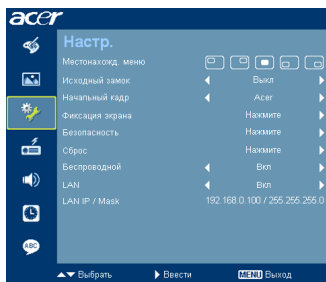 acer
Настр.
Местонахожд. меню
Исходный замок Выкл
Начальный кадр Acer
Фиксация экрана Нажмите
Безопасность Нажмите
Сброс Нажмите
Беспроводной Вкл
LAN Вкл
LAN IP / Mask 192.168.0.100 / 255.255.255.0
ABC
Выбрать Ввести MENU Выход